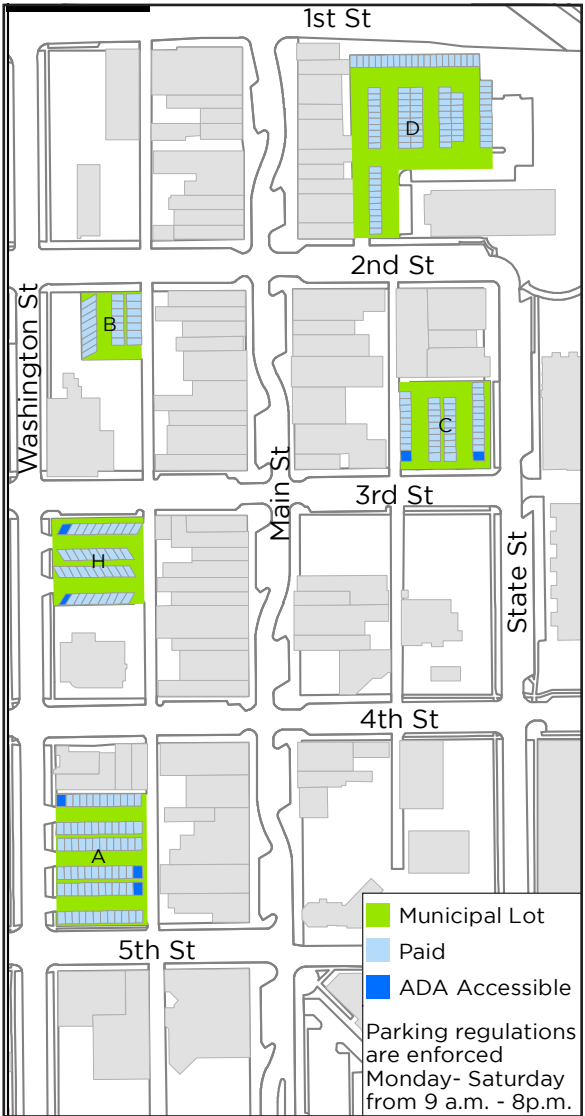 1st St
D
2nd St
Washington St
B
C
Main St
3rd St
State St
H
4th St
A
5th St
Municipal Lot
Paid
ADA Accessible
Parking regulations
are enforced
Monday- Saturday
from 9 a.m. - 8p.m.